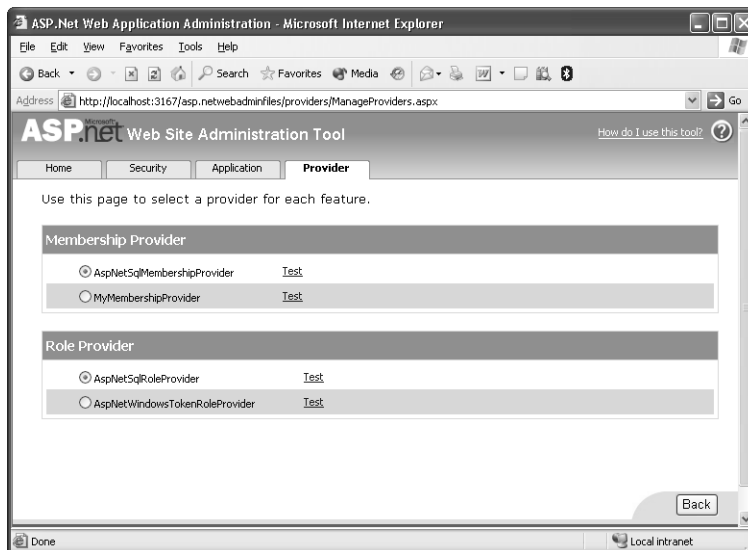 ASP.Net Web Application Administration - Microsoft Internet Explorer
File Edit View Favorites Tools Help
Back Search Favorites Media
Address http://localhost:3167/asp.netwebadminfiles/providers/ManageProviders.aspx Go
Microsoft
ASP.net Web Site Administration Tool How do I use this tool? ?
Home Security Application Provider
Use this page to select a provider for each feature.
Membership Provider
AspNetSqlMembershipProvider Test
MyMembershipProvider Test
Role Provider
AspNetSqlRoleProvider Test
AspNetWindowsTokenRoleProvider Test
Back
Done Local intranet